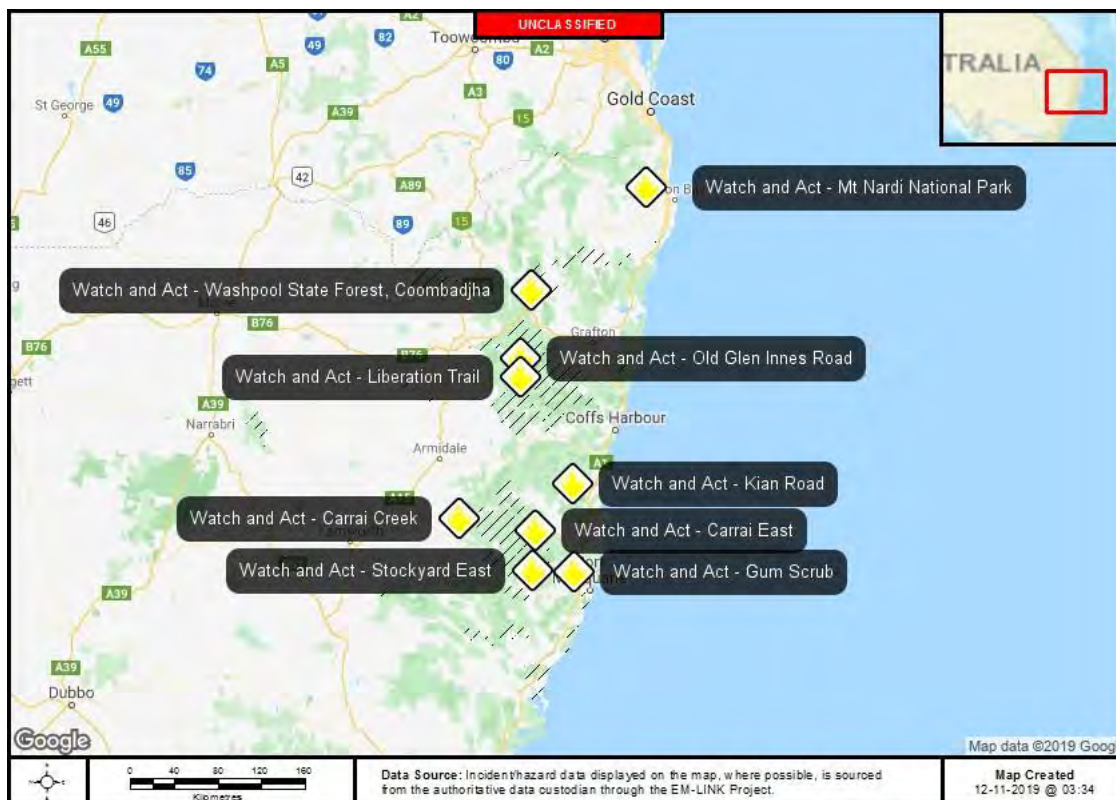 UNCLASSIFIED
A2
A55
49
82
Toowoomba
A2
TRALIA
A5
80
74
A3
Gold Coast
St George
49
A39
15
85
42
A89
Watch and Act - Mt Nardi National Park
46
89
15
Watch and Act - Washpool State Forest, Coombadjha
B76
Grafton
B76
B76
Watch and Act - Old Glen Innes Road
Watch and Act - Liberation Trail
A39
Coffs Harbour
Narrabri
Armidale
A1
Watch and Act - Kian Road
A15
Watch and Act - Carrai Creek
Watch and Act - Carrai East
Watch and Act - Stockyard East
Watch and Act - Gum Scrub
A39
A39
Dubbo
Google
Map data ©2019 Goog
0 40 80 120 160
Kilometres
Data Source: Incident/hazard data displayed on the map, where possible, is sourced
from the authoritative data custodian through the EM-LINK Project.
Map Created
12-11-2019 @ 03:34